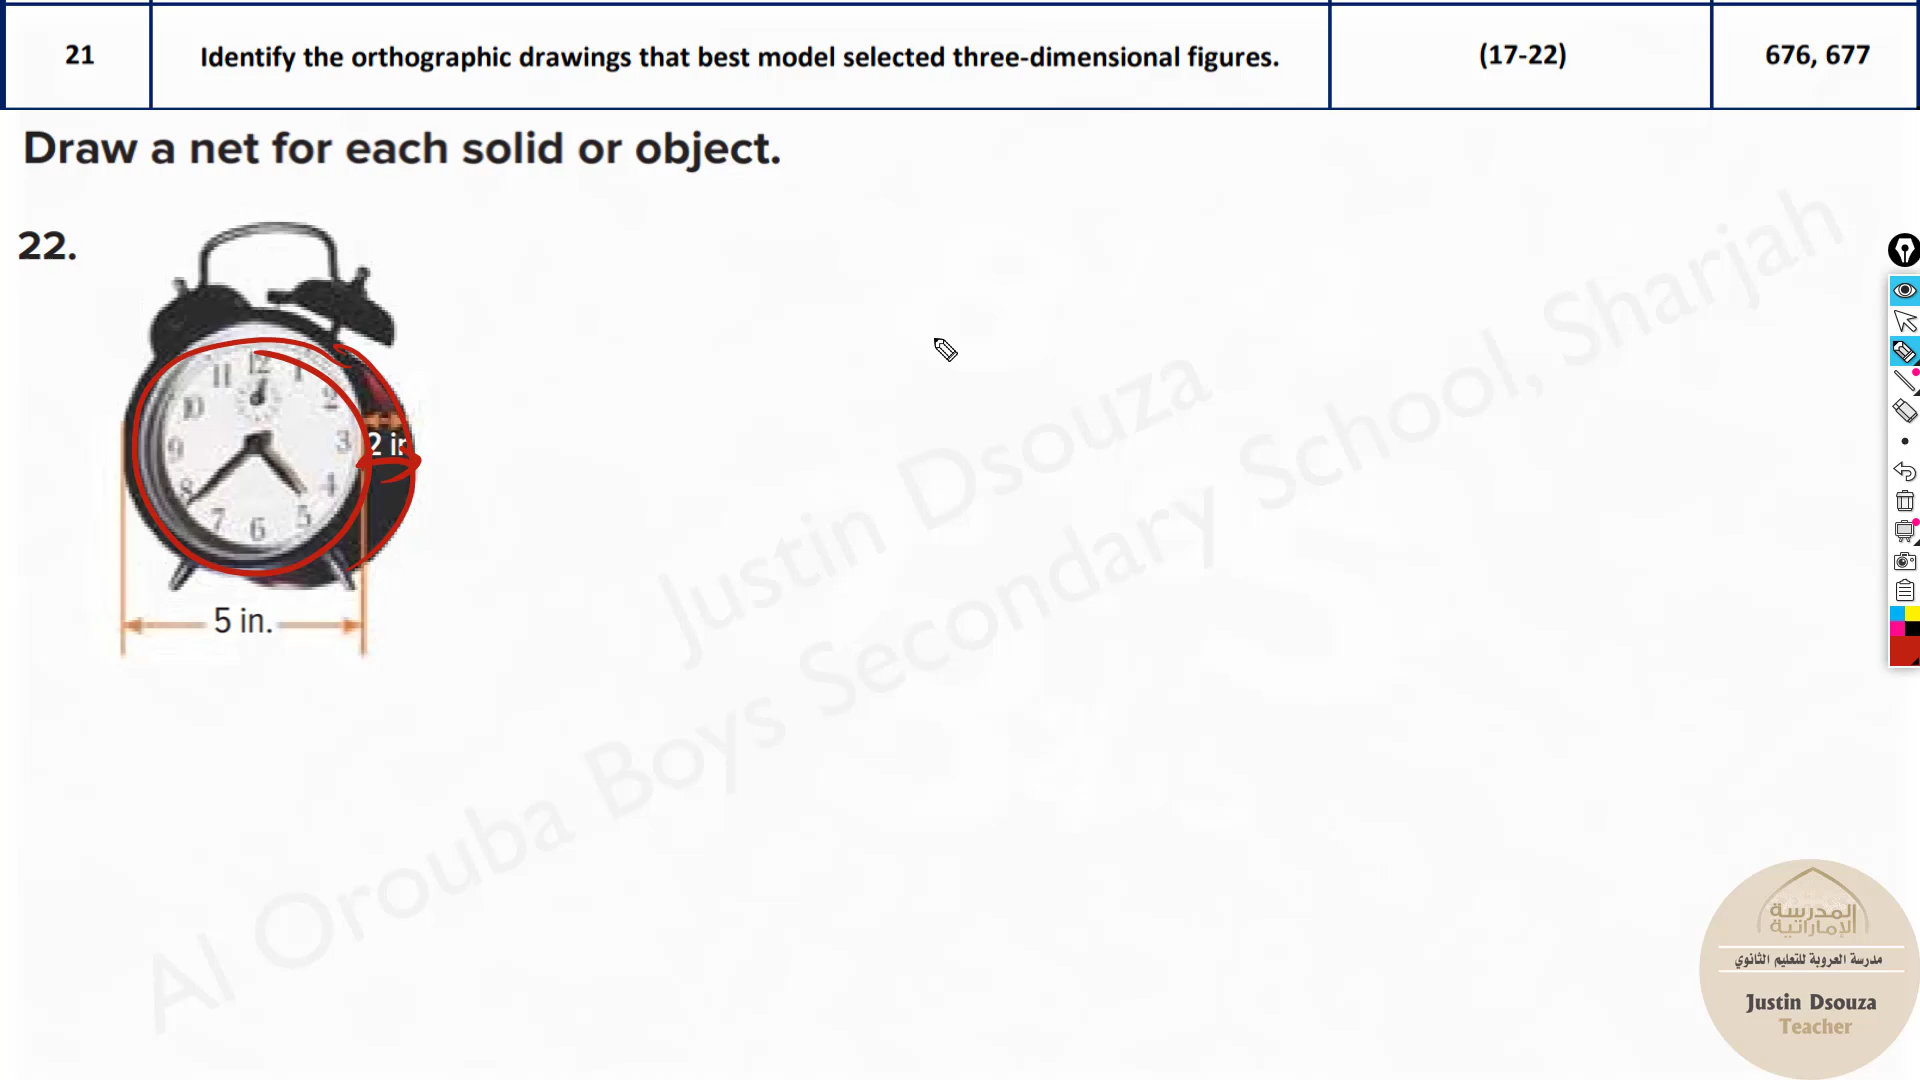 21 Identify the orthographic drawings that best model selected three-dimensional figures. (17-22) 676, 677
Draw a net for each solid or object.
22.
12
11 1
10 2
9 3
8 4
7 5
6
2 in
5 in.
Justin Dsouza
Al Orouba Boys Secondary School, Sharjah
المدرسة
الإماراتية
مدرسة العروبة للتعليم الثانوي
Justin Dsouza
Teacher